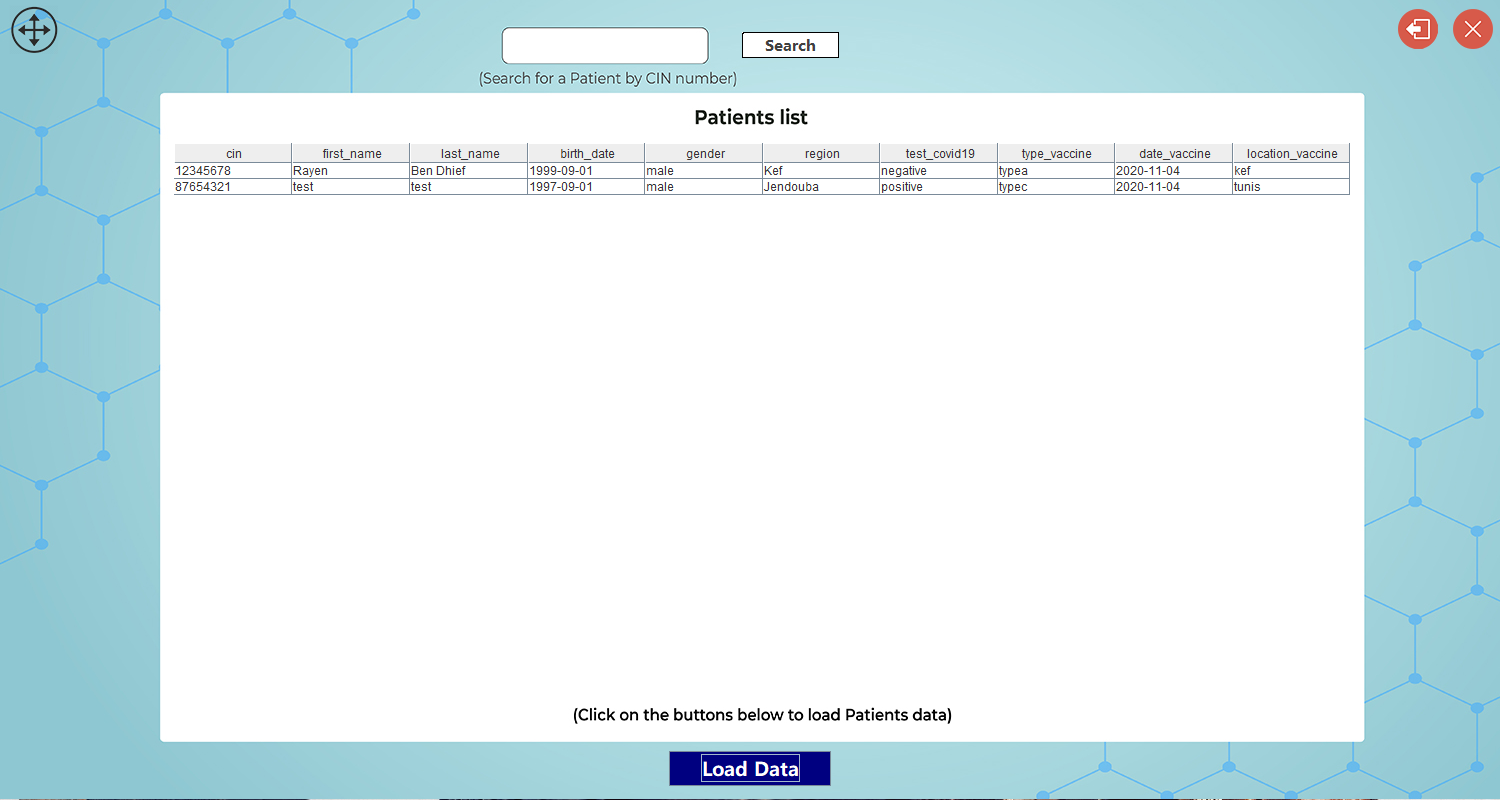 Search
(Search for a Patient by CIN number)
Patients list
cin first_name last_name birth_date gender region test_covid19 type_vaccine date_vaccine location_vaccine
12345678 Rayen Ben Dhief 1999-09-01 male Kef negative typea 2020-11-04 kef
87654321 test test 1997-09-01 male Jendouba positive typec 2020-11-04 tunis
(Click on the buttons below to load Patients data)
Load Data